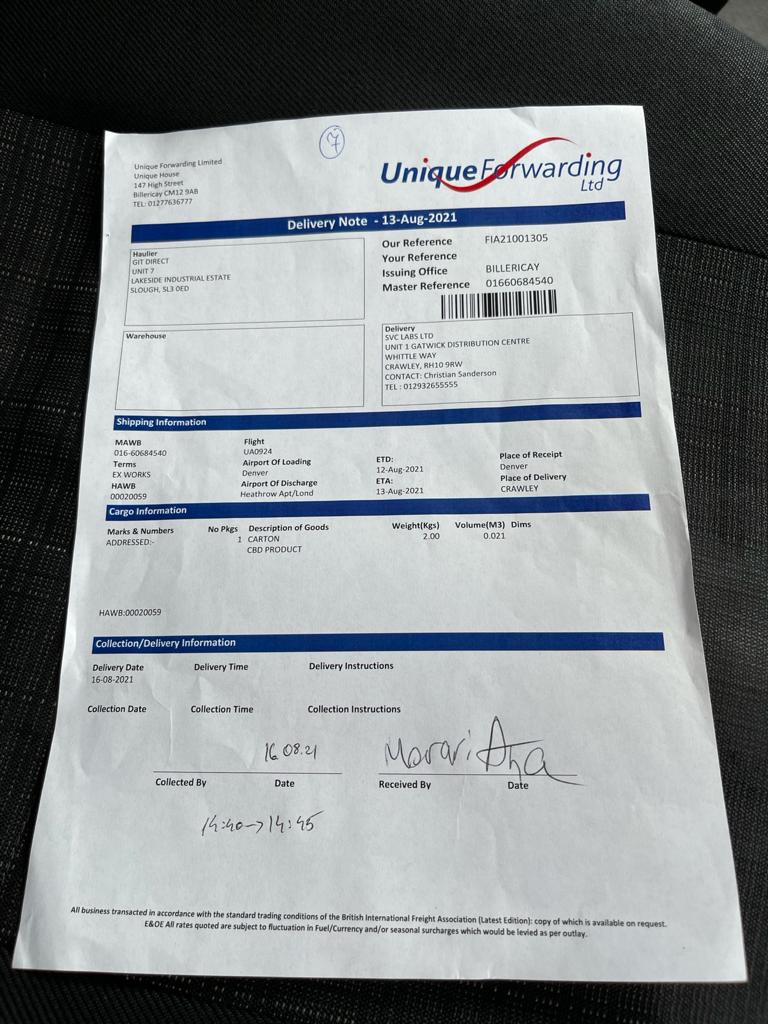 7
Unique Forwarding Limited
Unique House
147 High Street
Billericay CM12 9AB
TEL: 01277636777
UniqueForwarding
Ltd
Delivery Note - 13-Aug-2021
Haulier
GIT DIRECT
UNIT 7
LAKESIDE INDUSTRIAL ESTATE
SLOUGH, SL3 0ED
Our Reference FIA21001305
Your Reference
Issuing Office BILLERICAY
Master Reference 01660684540
Warehouse
Delivery
SVC LABS LTD
UNIT 1 GATWICK DISTRIBUTION CENTRE
WHITTLE WAY
CRAWLEY, RH10 9RW
CONTACT: Christian Sanderson
TEL : 012932655555
Shipping Information
MAWB
016-60684540
Terms
EX WORKS
HAWB
00020059
Flight
UA0924
Airport Of Loading
Denver
Airport Of Discharge
Heathrow Apt/Lond
ETD:
12-Aug-2021
ETA:
13-Aug-2021
Place of Receipt
Denver
Place of Delivery
CRAWLEY
Cargo Information
Marks & Numbers No Pkgs Description of Goods Weight(Kgs) Volume(M3) Dims
ADDRESSED:- 1 CARTON 2.00 0.021
CBD PRODUCT
HAWB:00020059
Collection/Delivery Information
Delivery Date Delivery Time Delivery Instructions
16-08-2021
Collection Date Collection Time Collection Instructions
16.08.21 Morari Ana
Collected By Date Received By Date
14:40->14:45
All business transacted in accordance with the standard trading conditions of the British International Freight Association (Latest Edition): copy of which is available on request.
E&OE All rates quoted are subject to fluctuation in Fuel/Currency and/or seasonal surcharges which would be levied as per outlay.